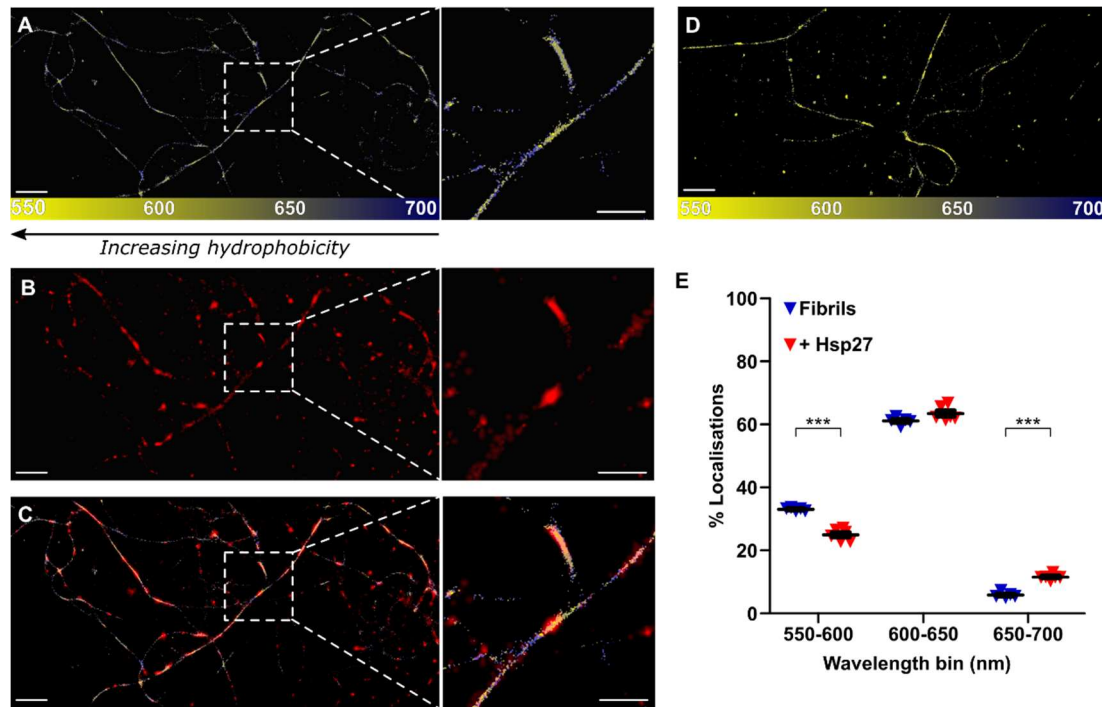 A
550 600 650 700
Increasing hydrophobicity
B
C
D
550 600 650 700
E
Fibrils
+ Hsp27
% Localisations
100
80
60
40
20
0
***
***
550-600 600-650 650-700
Wavelength bin (nm)